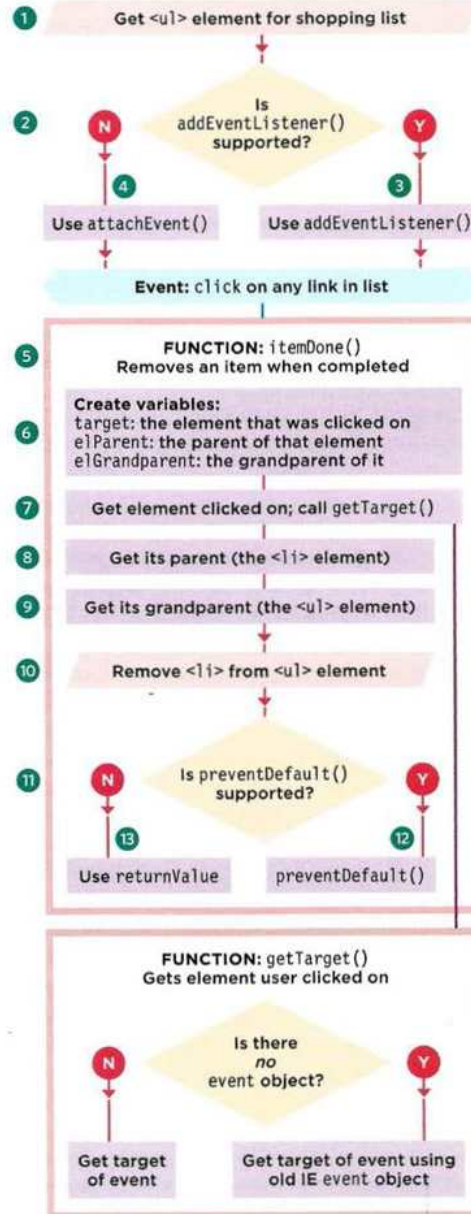 1
Get <ul> element for shopping list
2
N
Is
addEventListener()
supported?
Y
4
3
Use attachEvent()
Use addEventListener()
Event: click on any link in list
5
FUNCTION: itemDone()
Removes an item when completed
6
Create variables:
target: the element that was clicked on
elParent: the parent of that element
elGrandparent: the grandparent of it
7
Get element clicked on; call getTarget()
8
Get its parent (the <li> element)
9
Get its grandparent (the <ul> element)
10
Remove <li> from <ul> element
11
N
Is preventDefault()
supported?
Y
13
12
Use returnValue
preventDefault()
FUNCTION: getTarget()
Gets element user clicked on
N
Is there
no
event object?
Y
Get target
of event
Get target of event using
old IE event object